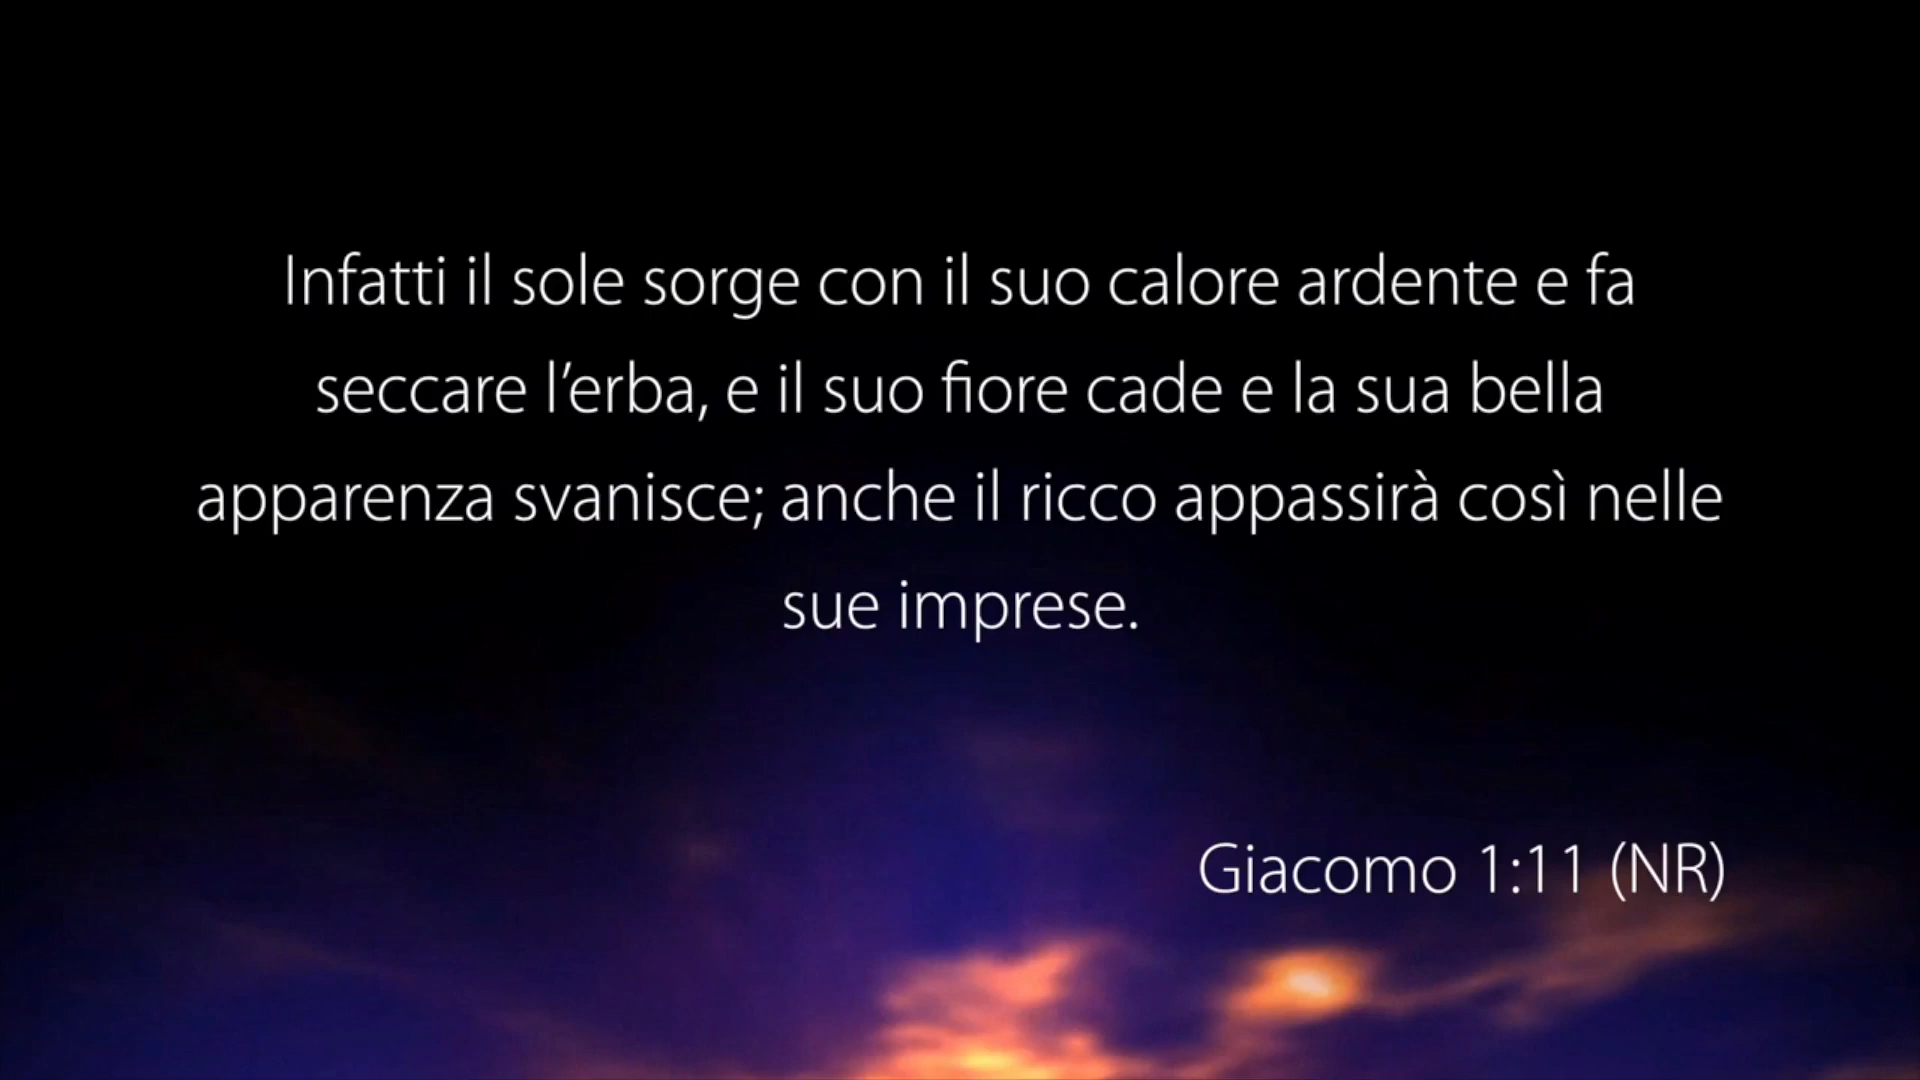 Infatti il sole sorge con il suo calore ardente e fa
seccare l’erba, e il suo fiore cade e la sua bella
apparenza svanisce; anche il ricco appassirà così nelle
sue imprese.
Giacomo 1:11 (NR)